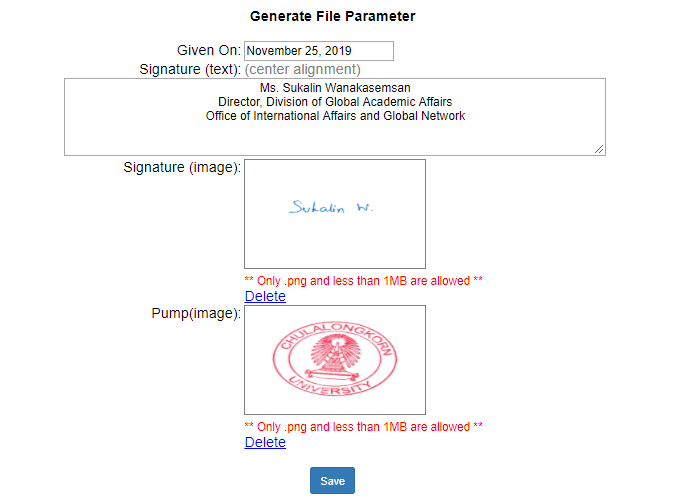 Generate File Parameter
Given On: November 25, 2019
Signature (text): (center alignment)
Ms. Sukalin Wanakasemsan
Director, Division of Global Academic Affairs
Office of International Affairs and Global Network
Signature (image):
Sukalin W.
** Only .png and less than 1MB are allowed **
Delete
Pump(image):
CHULALONGKORN
UNIVERSITY
** Only .png and less than 1MB are allowed **
Delete
Save